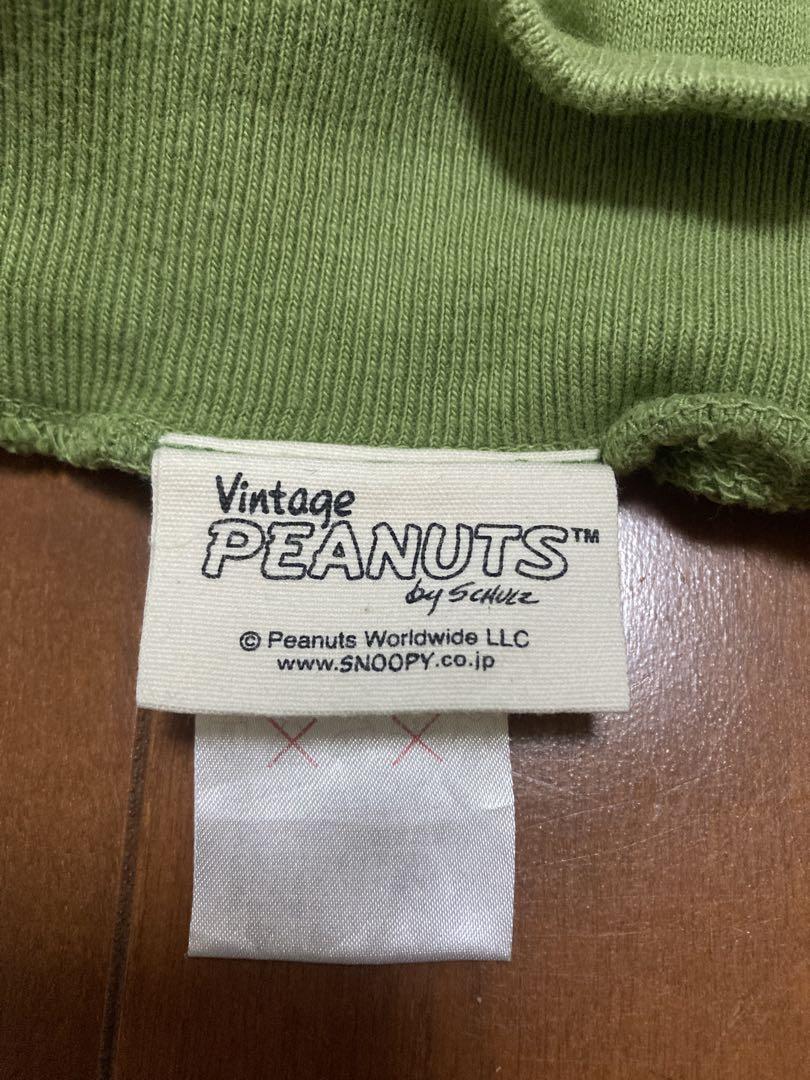 Vintage
PEANUTS™
by SCHULZ
© Peanuts Worldwide LLC
www.SNOOPY.co.jp